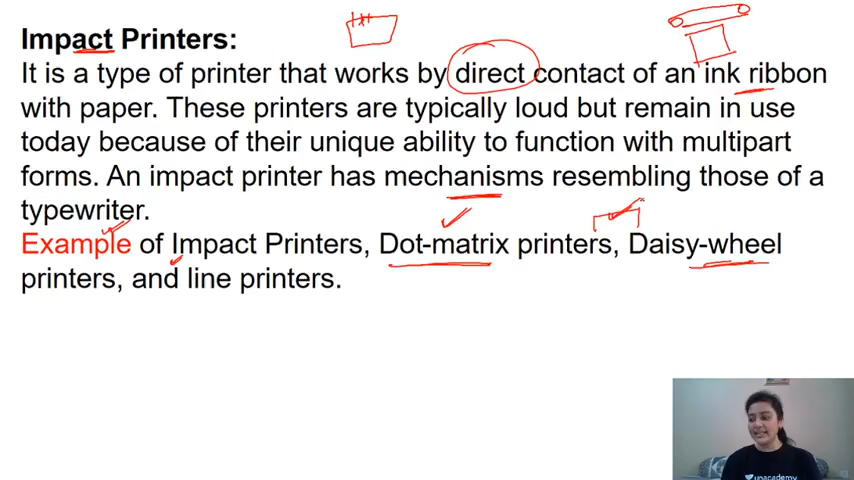 Impact Printers:
It is a type of printer that works by direct contact of an ink ribbon
with paper. These printers are typically loud but remain in use
today because of their unique ability to function with multipart
forms. An impact printer has mechanisms resembling those of a
typewriter.
Example of Impact Printers, Dot-matrix printers, Daisy-wheel
printers, and line printers.
unacademy